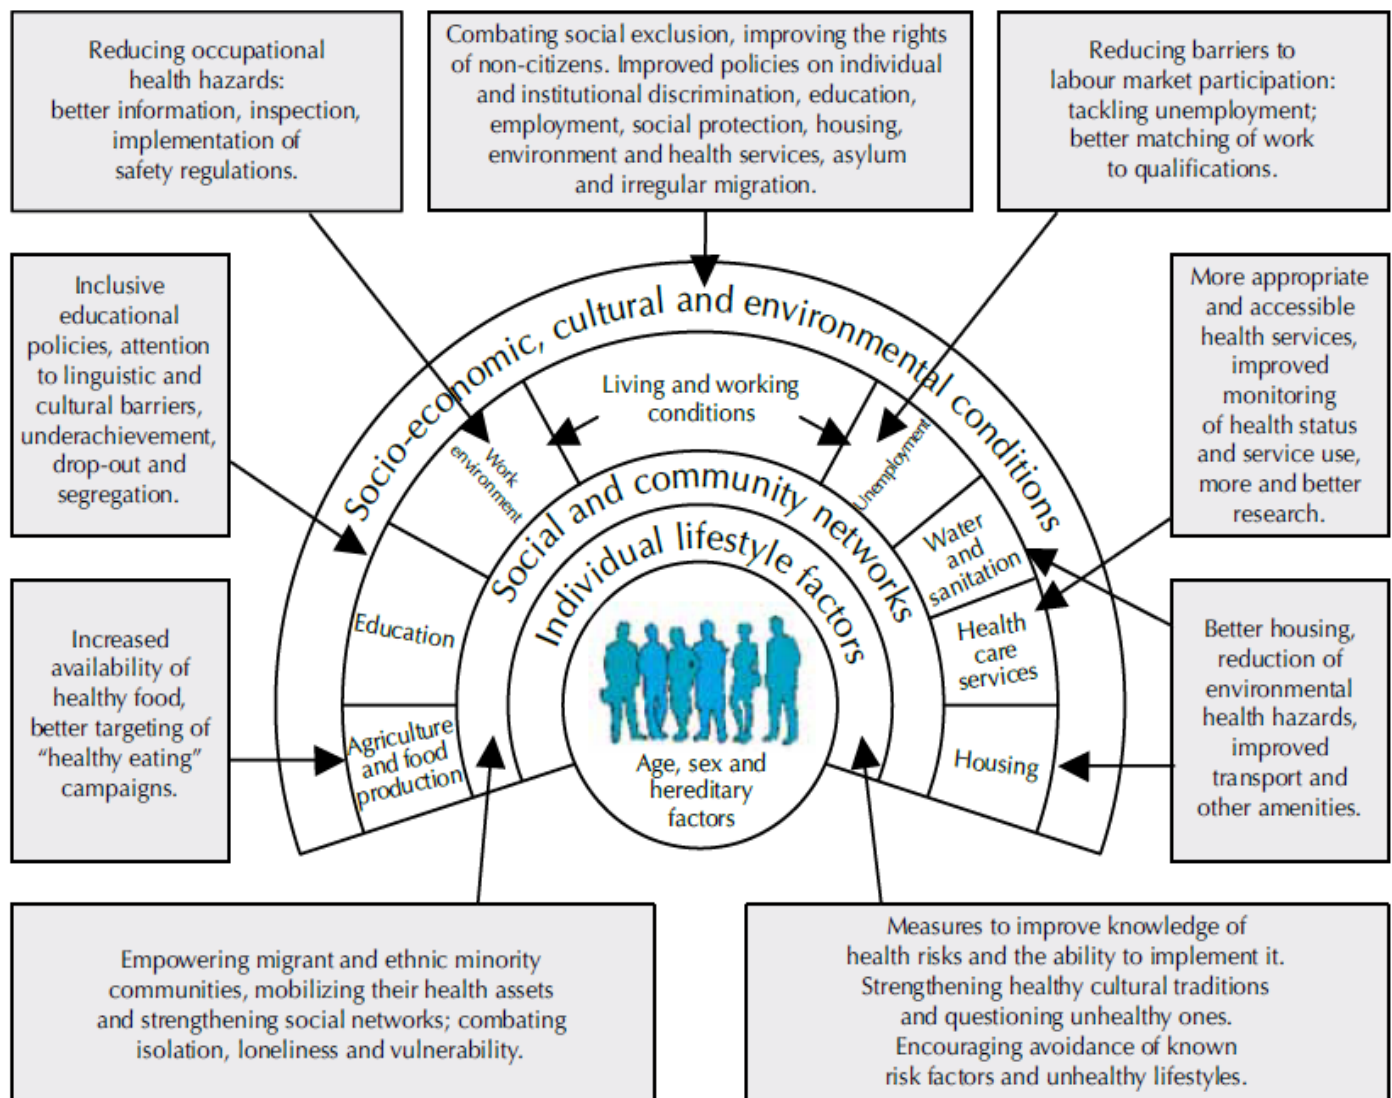 Reducing occupational
health hazards:
better information, inspection,
implementation of
safety regulations.
Combating social exclusion, improving the rights
of non-citizens. Improved policies on individual
and institutional discrimination, education,
employment, social protection, housing,
environment and health services, asylum
and irregular migration.
Reducing barriers to
labour market participation:
tackling unemployment;
better matching of work
to qualifications.
Inclusive
educational
policies, attention
to linguistic and
cultural barriers,
underachievement,
drop-out and
segregation.
Increased
availability of
healthy food,
better targeting of
“healthy eating”
campaigns.
Socio-economic, cultural and environmental conditions
Living and working
conditions
Work
environment
Education
Agriculture
and food
production
Unemployment
Water
and
sanitation
Health
care
services
Housing
Social and community networks
Individual lifestyle factors
Age, sex and
hereditary
factors
More appropriate
and accessible
health services,
improved
monitoring
of health status
and service use,
more and better
research.
Better housing,
reduction of
environmental
health hazards,
improved
transport and
other amenities.
Empowering migrant and ethnic minority
communities, mobilizing their health assets
and strengthening social networks; combating
isolation, loneliness and vulnerability.
Measures to improve knowledge of
health risks and the ability to implement it.
Strengthening healthy cultural traditions
and questioning unhealthy ones.
Encouraging avoidance of known
risk factors and unhealthy lifestyles.